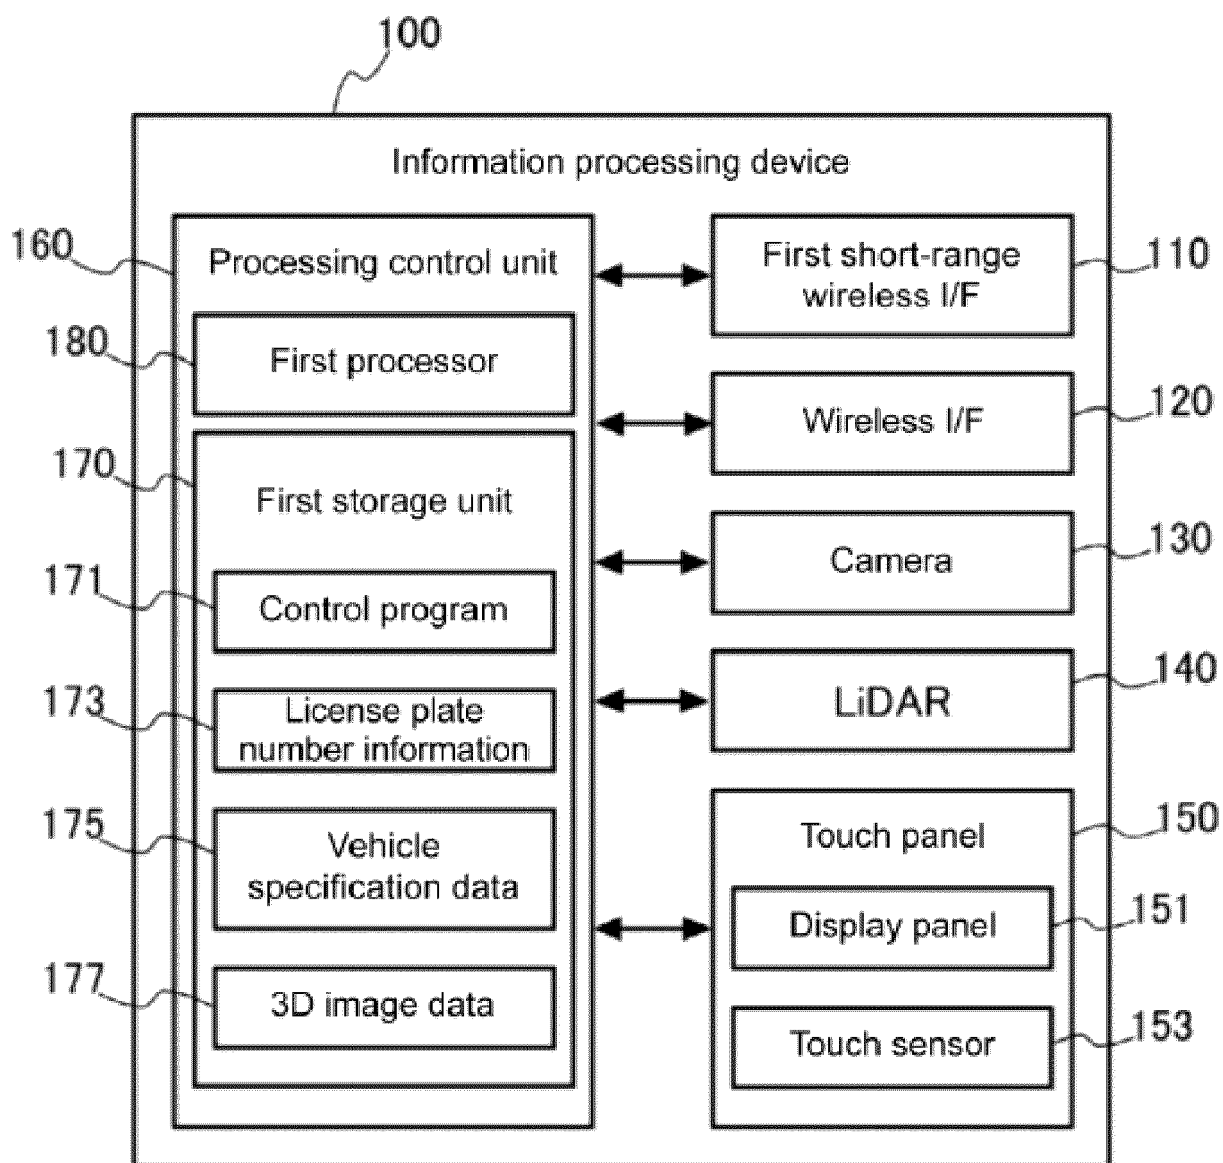 100
Information processing device
160
Processing control unit
180
First processor
170
First storage unit
171
Control program
173
License plate
number information
175
Vehicle
specification data
177
3D image data
First short-range
wireless I/F
110
Wireless I/F
120
Camera
130
LiDAR
140
Touch panel
150
Display panel
151
Touch sensor
153